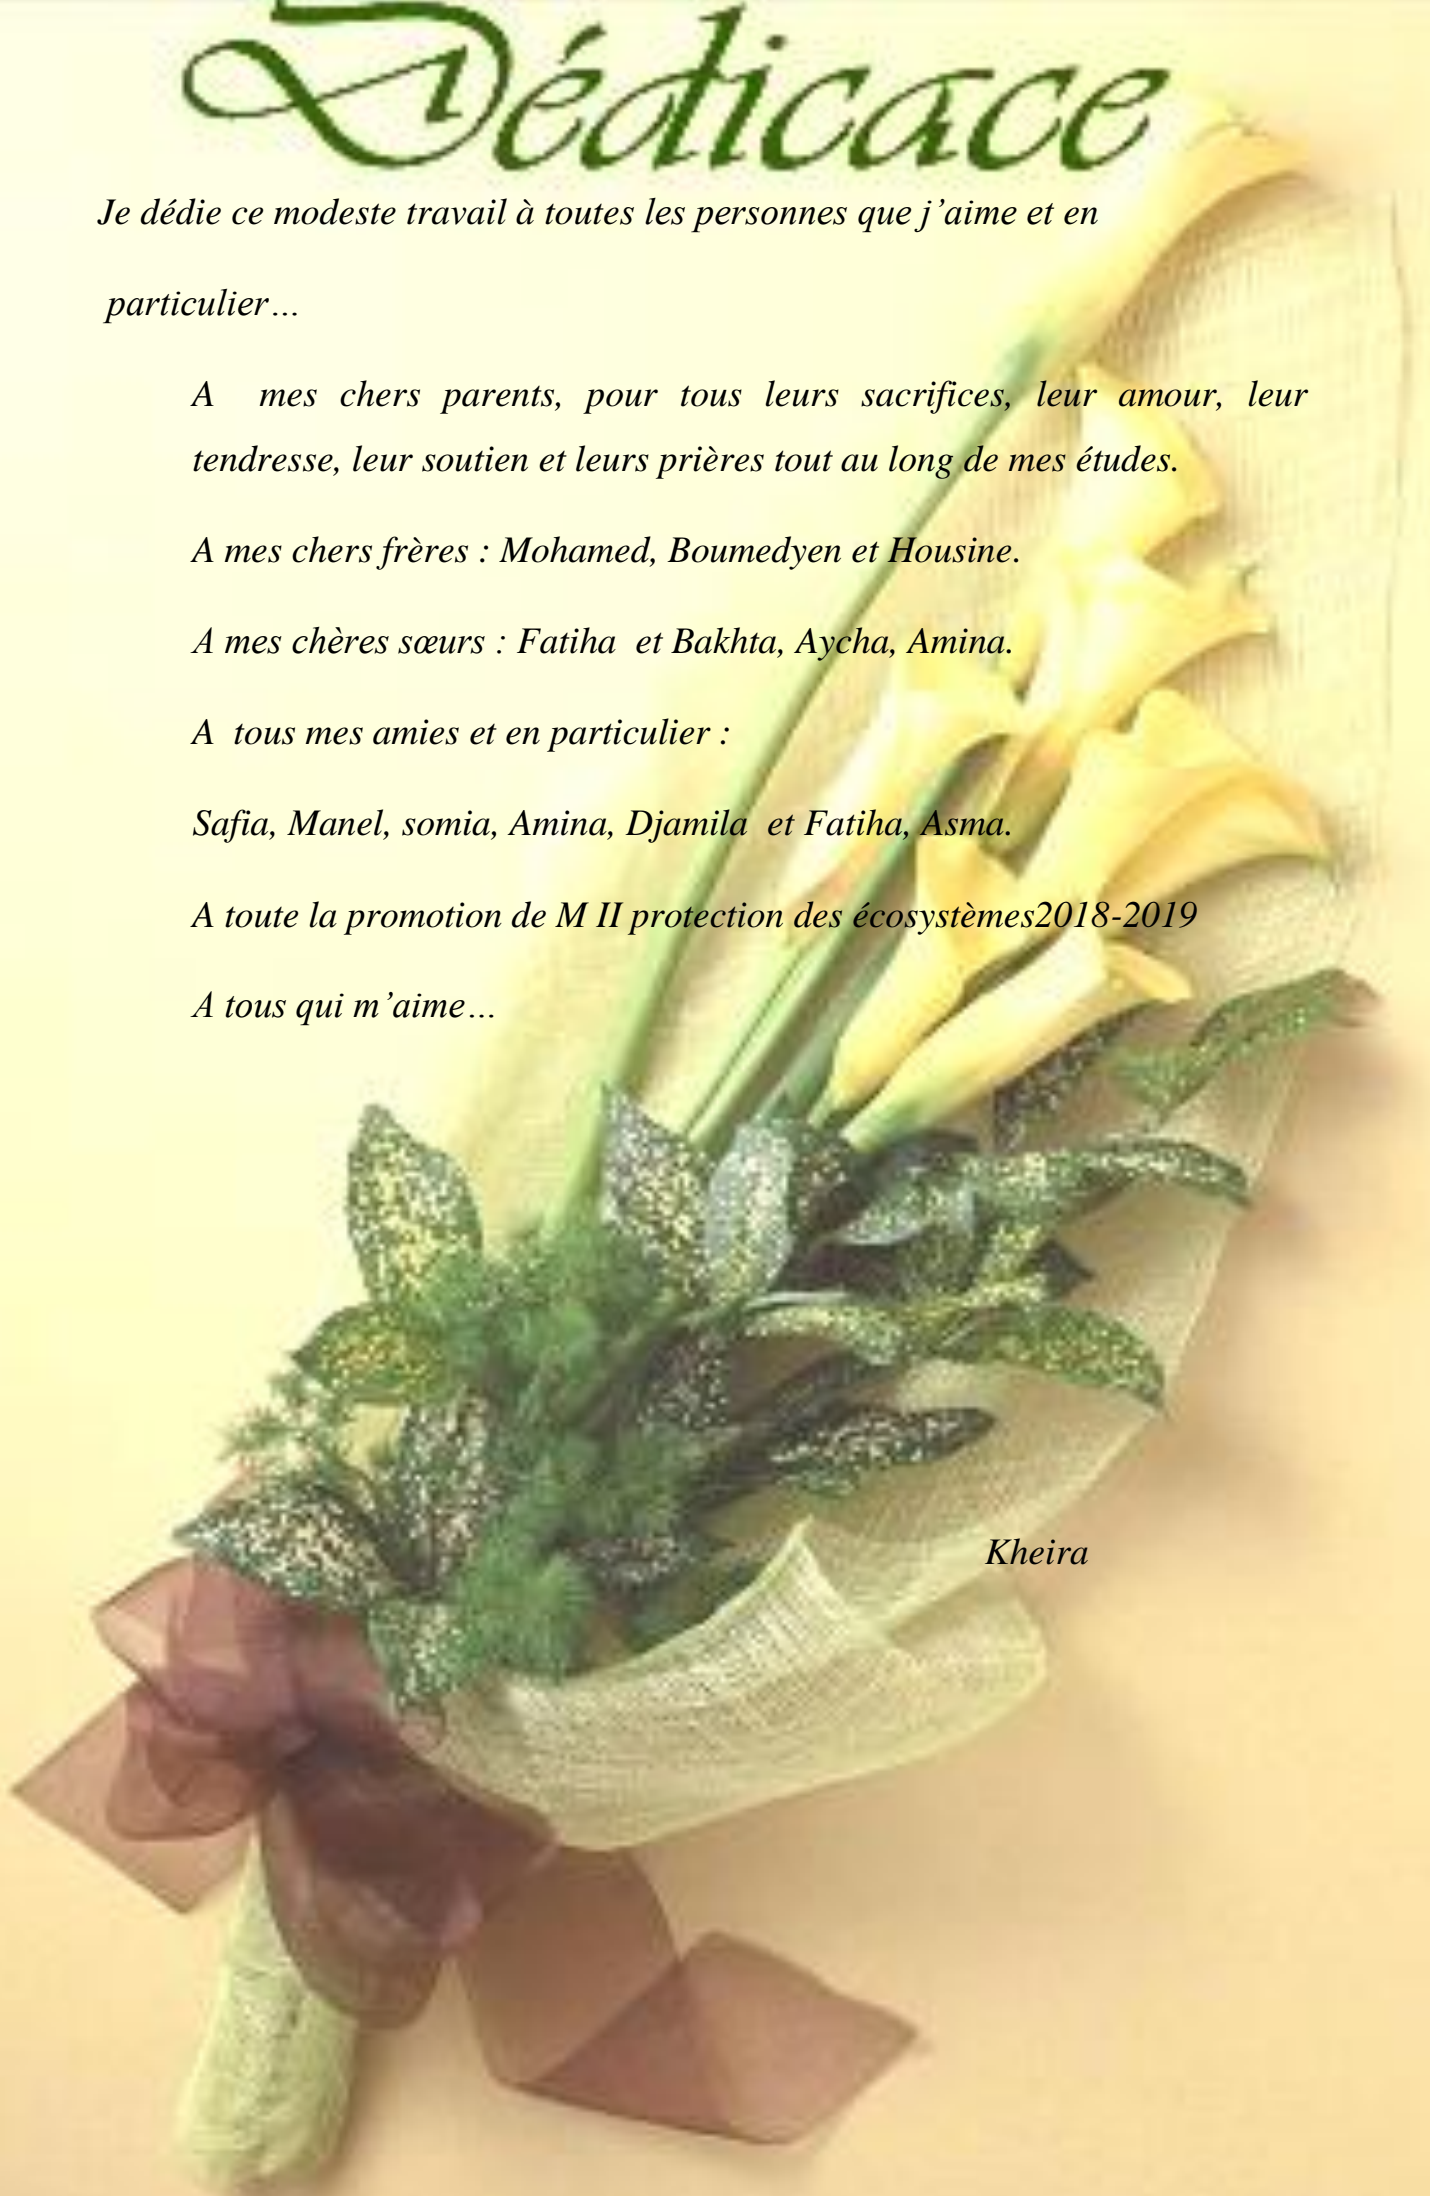 Dédicace
Je dédie ce modeste travail à toutes les personnes que j’aime et en
particulier…
A mes chers parents, pour tous leurs sacrifices, leur amour, leur
tendresse, leur soutien et leurs prières tout au long de mes études.
A mes chers frères : Mohamed, Boumedyen et Housine.
A mes chères sœurs : Fatiha et Bakhta, Aycha, Amina.
A tous mes amies et en particulier :
Safia, Manel, somia, Amina, Djamila et Fatiha, Asma.
A toute la promotion de M II protection des écosystèmes2018-2019
A tous qui m’aime…
Kheira